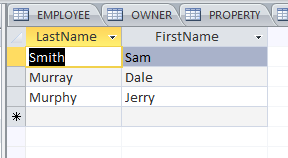 EMPLOYEE OWNER PROPERTY
LastName FirstName
Smith Sam
Murray Dale
Murphy Jerry